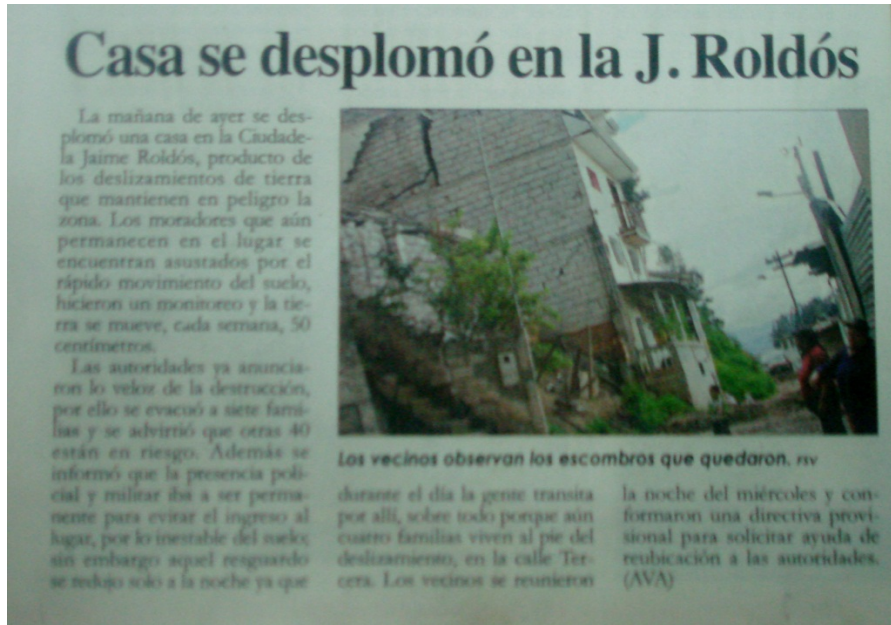 Casa se desplomó en la J. Roldós
La mañana de ayer se des-
plomó una casa en la Ciudade-
la Jaime Roldós, producto de
los deslizamientos de tierra
que mantienen en peligro la
zona. Los moradores que aún
permanecen en el lugar se
encuentran asustados por el
rápido movimiento del suelo,
hicieron un monitoreo y la tie-
rra se mueve, cada semana, 50
centímetros.
Las autoridades ya anuncia-
ron lo veloz de la destrucción,
por ello se evacuó a siete fami-
lias y se advirtió que otras 40
están en riesgo. Además se
informó que la presencia poli-
cial y militar iba a ser perma-
nente para evitar el ingreso al
lugar, por lo inestable del suelo;
sin embargo aquel resguardo
se redujo solo a la noche ya que
Los vecinos observan los escombros que quedaron. FSV
durante el día la gente transita
por allí, sobre todo porque aún
cuatro familias viven al pie del
deslizamiento, en la calle Ter-
cera. Los vecinos se reunieron
la noche del miércoles y con-
formaron una directiva provi-
sional para solicitar ayuda de
reubicación a las autoridades.
(AVA)